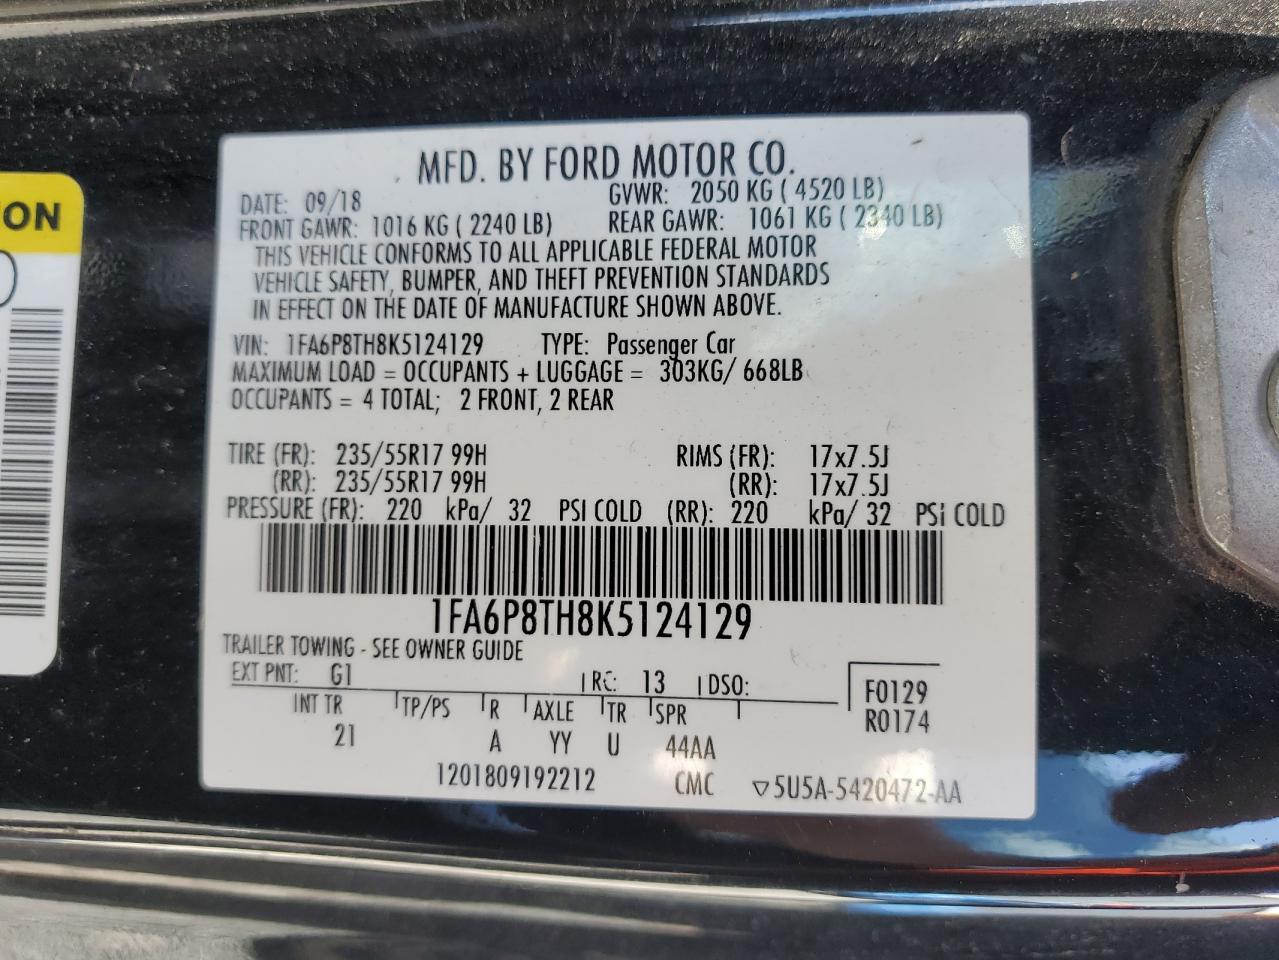 MFD. BY FORD MOTOR CO.
DATE: 09/18 GVWR: 2050 KG ( 4520 LB)
FRONT GAWR: 1016 KG ( 2240 LB) REAR GAWR: 1061 KG ( 2340 LB)
THIS VEHICLE CONFORMS TO ALL APPLICABLE FEDERAL MOTOR
VEHICLE SAFETY, BUMPER, AND THEFT PREVENTION STANDARDS
IN EFFECT ON THE DATE OF MANUFACTURE SHOWN ABOVE.
VIN: 1FA6P8TH8K5124129 TYPE: Passenger Car
MAXIMUM LOAD = OCCUPANTS + LUGGAGE = 303KG/ 668LB
OCCUPANTS = 4 TOTAL; 2 FRONT, 2 REAR
TIRE (FR): 235/55R17 99H RIMS (FR): 17x7.5J
(RR): 235/55R17 99H (RR): 17x7.5J
PRESSURE (FR): 220 kPa/ 32 PSI COLD (RR): 220 kPa/ 32 PSi COLD
1FA6P8TH8K5124129
TRAILER TOWING - SEE OWNER GUIDE
EXT PNT: G1 RC: 13 DSO: F0129
INT TR TP/PS R AXLE TR SPR R0174
21 A YY U 44AA
1201809192212 CMC ▽5U5A-5420472-AA
ION